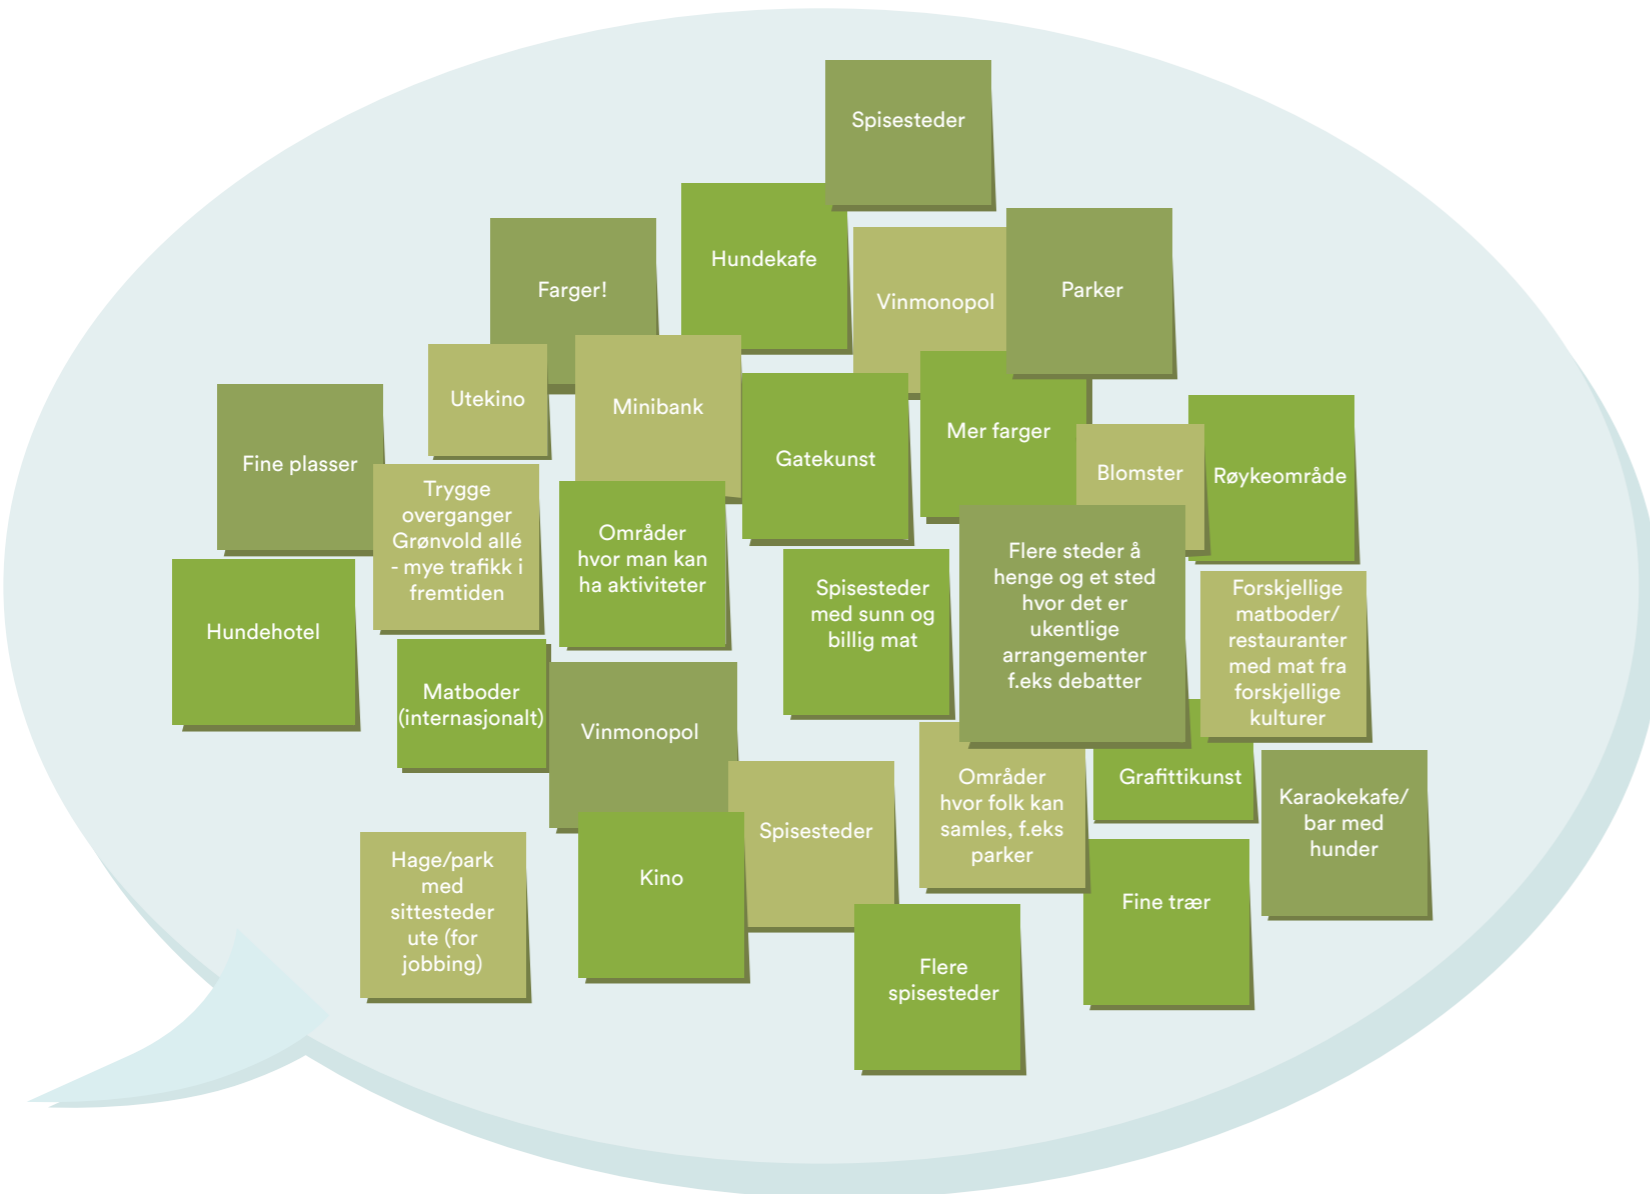 Spisesteder
Hundekafe
Farger!
Vinmonopol
Parker
Utekino
Minibank
Mer farger
Gatekunst
Fine plasser
Blomster
Røykeområde
Trygge
overganger
Grønvold allé
- mye trafikk i
fremtiden
Områder
hvor man kan
ha aktiviteter
Flere steder å
henge og et sted
hvor det er
ukentlige
arrangementer
f.eks debatter
Spisesteder
med sunn og
billig mat
Forskjellige
matboder/
restauranter
med mat fra
forskjellige
kulturer
Hundehotel
Matboder
(internasjonalt)
Vinmonopol
Områder
hvor folk kan
samles, f.eks
parker
Grafittikunst
Karaokekafe/
bar med
hunder
Spisesteder
Hage/park
med
sittesteder
ute (for
jobbing)
Kino
Fine trær
Flere
spisesteder